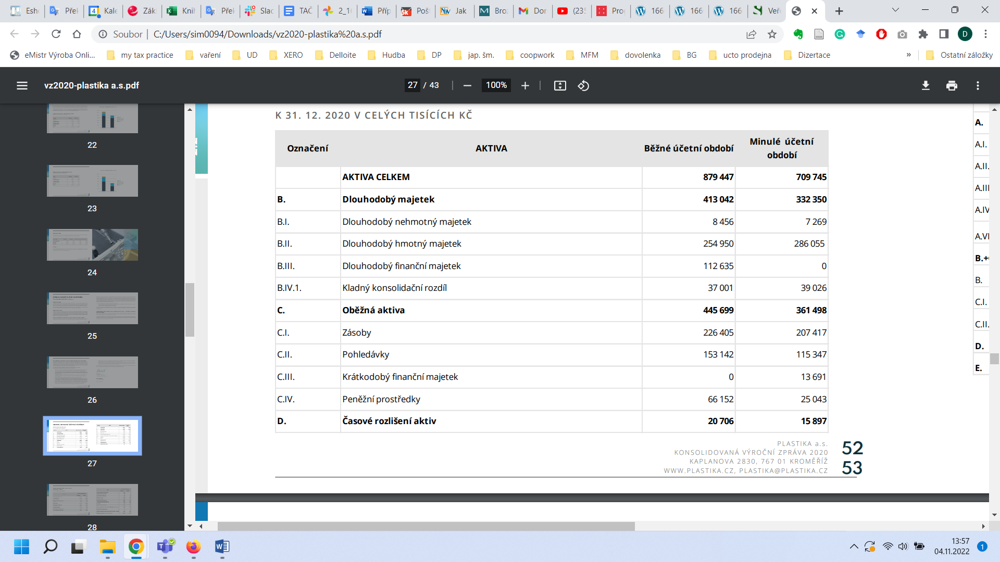 Esho
Přek
4
Kale
Zák
Knih
Přek
Slac
TAČ
2_1
Příp
Poš
Jak
Bro
Dor
(235
Pro
166
166
166
Veř
Soubor
C:/Users/sim0094/Downloads/vz2020-plastika%20a.s.pdf
D
eMistr Výroba Onli...
my tax practice
vaření
UD
XERO
Delloite
Hudba
DP
jap. šm.
coopwork
MFM
dovolenka
BG
ucto prodejna
Dizertace
»
Ostatní záložky
vz2020-plastika a.s.pdf
27 / 43
100%
22
23
24
25
26
27
28
K 31. 12. 2020 V CELÝCH TISÍCÍCH KČ
Označení AKTIVA Běžné účetní období Minulé účetní období
AKTIVA CELKEM 879 447 709 745
B. Dlouhodobý majetek 413 042 332 350
B.I. Dlouhodobý nehmotný majetek 8 456 7 269
B.II. Dlouhodobý hmotný majetek 254 950 286 055
B.III. Dlouhodobý finanční majetek 112 635 0
B.IV.1. Kladný konsolidační rozdíl 37 001 39 026
C. Oběžná aktiva 445 699 361 498
C.I. Zásoby 226 405 207 417
C.II. Pohledávky 153 142 115 347
C.III. Krátkodobý finanční majetek 0 13 691
C.IV. Peněžní prostředky 66 152 25 043
D. Časové rozlišení aktiv 20 706 15 897
PLASTIKA a.s.
KONSOLIDOVANÁ VÝROČNÍ ZPRÁVA 2020
KAPLANOVA 2830, 767 01 KROMĚŘÍŽ
WWW.PLASTIKA.CZ, PLASTIKA@PLASTIKA.CZ
52
53
A.
A.I.
A.II.
A.III
A.IV
A.VI
B.+
B.
C.I.
C.II.
D.
E.
13:57
04.11.2022
1